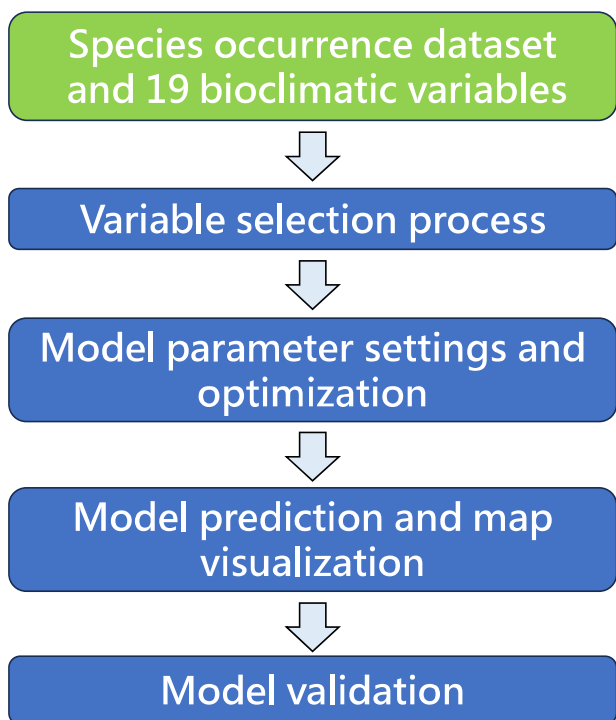 Species occurrence dataset
and 19 bioclimatic variables
Variable selection process
Model parameter settings and
optimization
Model prediction and map
visualization
Model validation